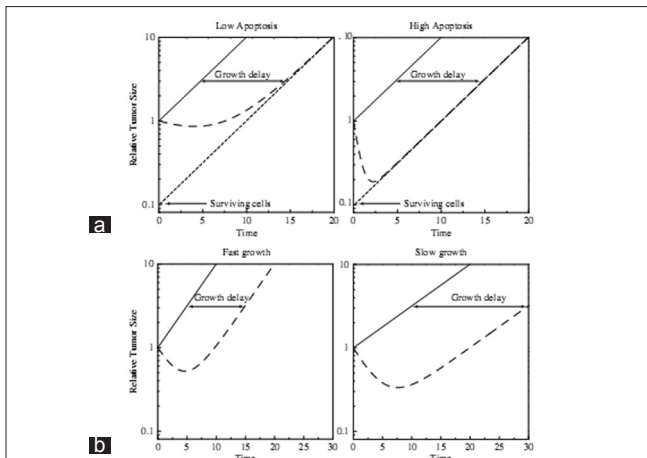 Low Apoptosis
High Apoptosis
10
1
0.1
Relative Tumor Size
Growth delay
Surviving cells
0
5
10
15
20
Time
10
1
0.1
Growth delay
Surviving cells
0
5
10
15
20
Time
a
Fast growth
Slow growth
10
1
0.1
Relative Tumor Size
Growth delay
0
5
10
15
20
25
30
Time
10
1
0.1
Growth delay
0
5
10
15
20
25
30
Time
b